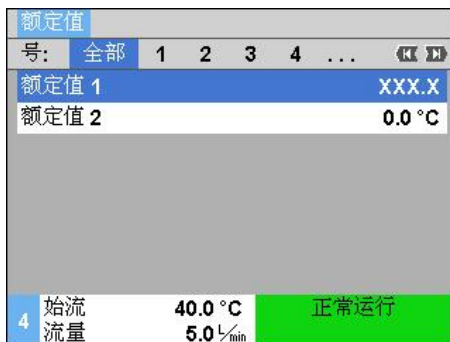 额定值
号: 全部 1 2 3 4 ...
额定值 1 XXX.X
额定值 2 0.0 °C
4 始流 40.0 °C 正常运行
流量 5.0 L/min